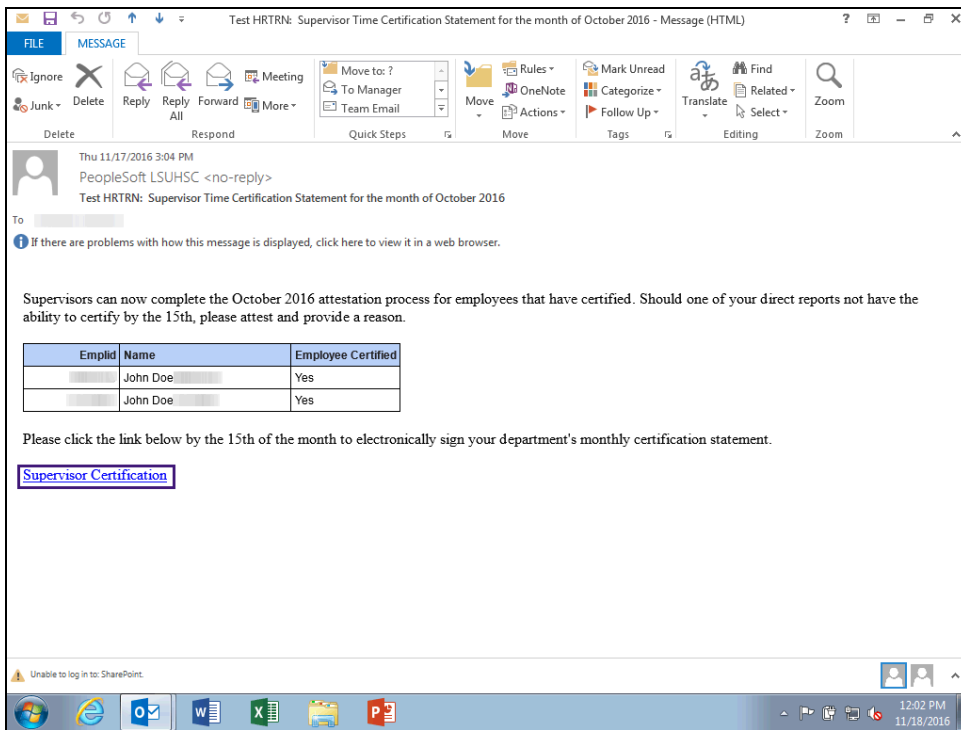 Test HRTRN: Supervisor Time Certification Statement for the month of October 2016 - Message (HTML)
FILE MESSAGE
Ignore
Junk
Delete
Reply
Reply All
Forward
Meeting
More
Move to: ?
To Manager
Team Email
Move
Rules
OneNote
Actions
Mark Unread
Categorize
Follow Up
Translate
Find
Related
Select
Zoom
Delete Respond Quick Steps Move Tags Editing Zoom
Thu 11/17/2016 3:04 PM
PeopleSoft LSUHSC <no-reply>
Test HRTRN: Supervisor Time Certification Statement for the month of October 2016
To
If there are problems with how this message is displayed, click here to view it in a web browser.
Supervisors can now complete the October 2016 attestation process for employees that have certified. Should one of your direct reports not have the
ability to certify by the 15th, please attest and provide a reason.
Emplid Name Employee Certified
John Doe Yes
John Doe Yes
Please click the link below by the 15th of the month to electronically sign your department's monthly certification statement.
Supervisor Certification
Unable to log in to: SharePoint.
12:02 PM
11/18/2016